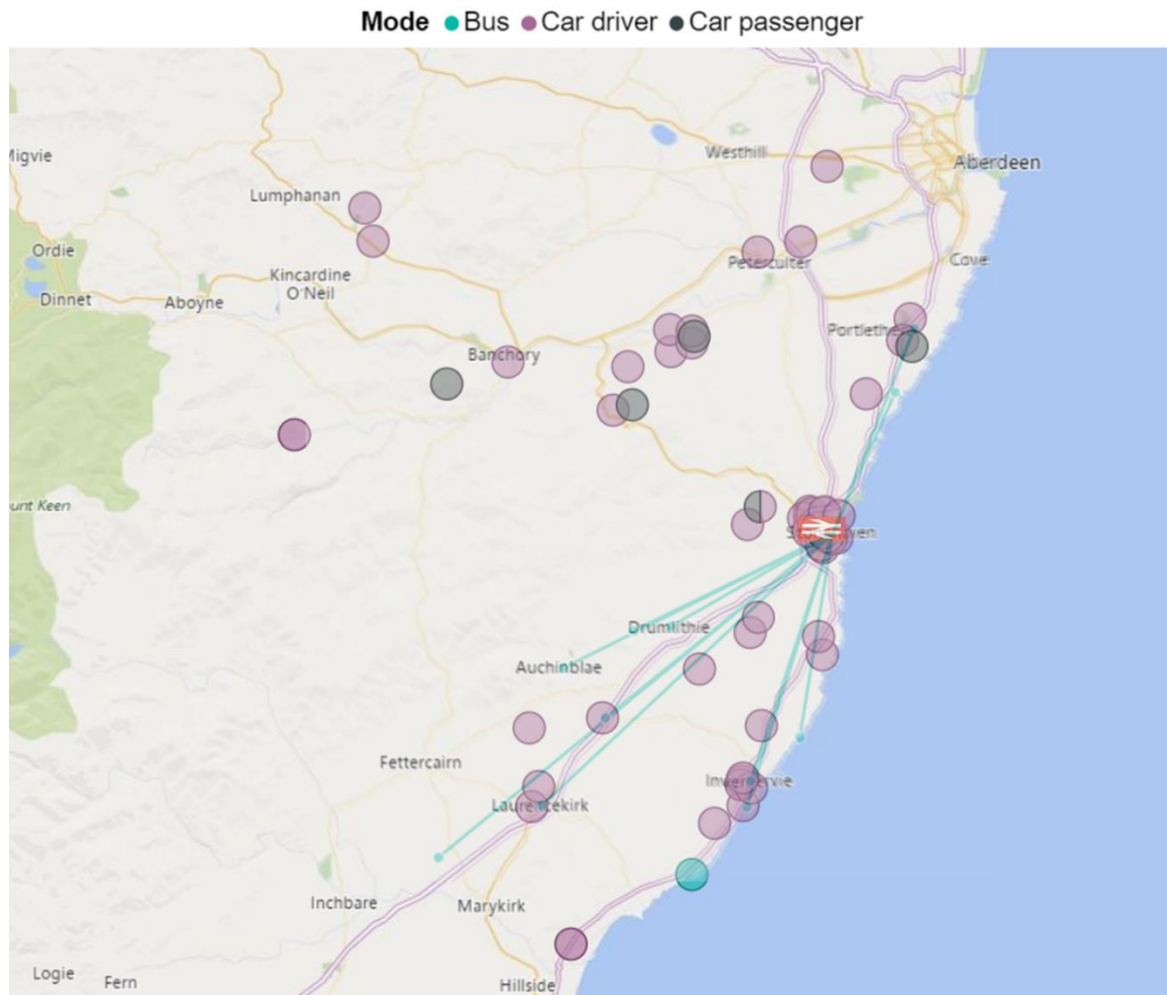 Mode Bus Car driver Car passenger
Migvie
Westhill
Aberdeen
Lumphanan
Ordie
Peterculter
Cove
Kincardine
O'Neil
Dinnet
Aboyne
Banchory
Drumlithie
Auchinblae
Fettercairn
Inchbare
Marykirk
Logie
Fern
Hillside